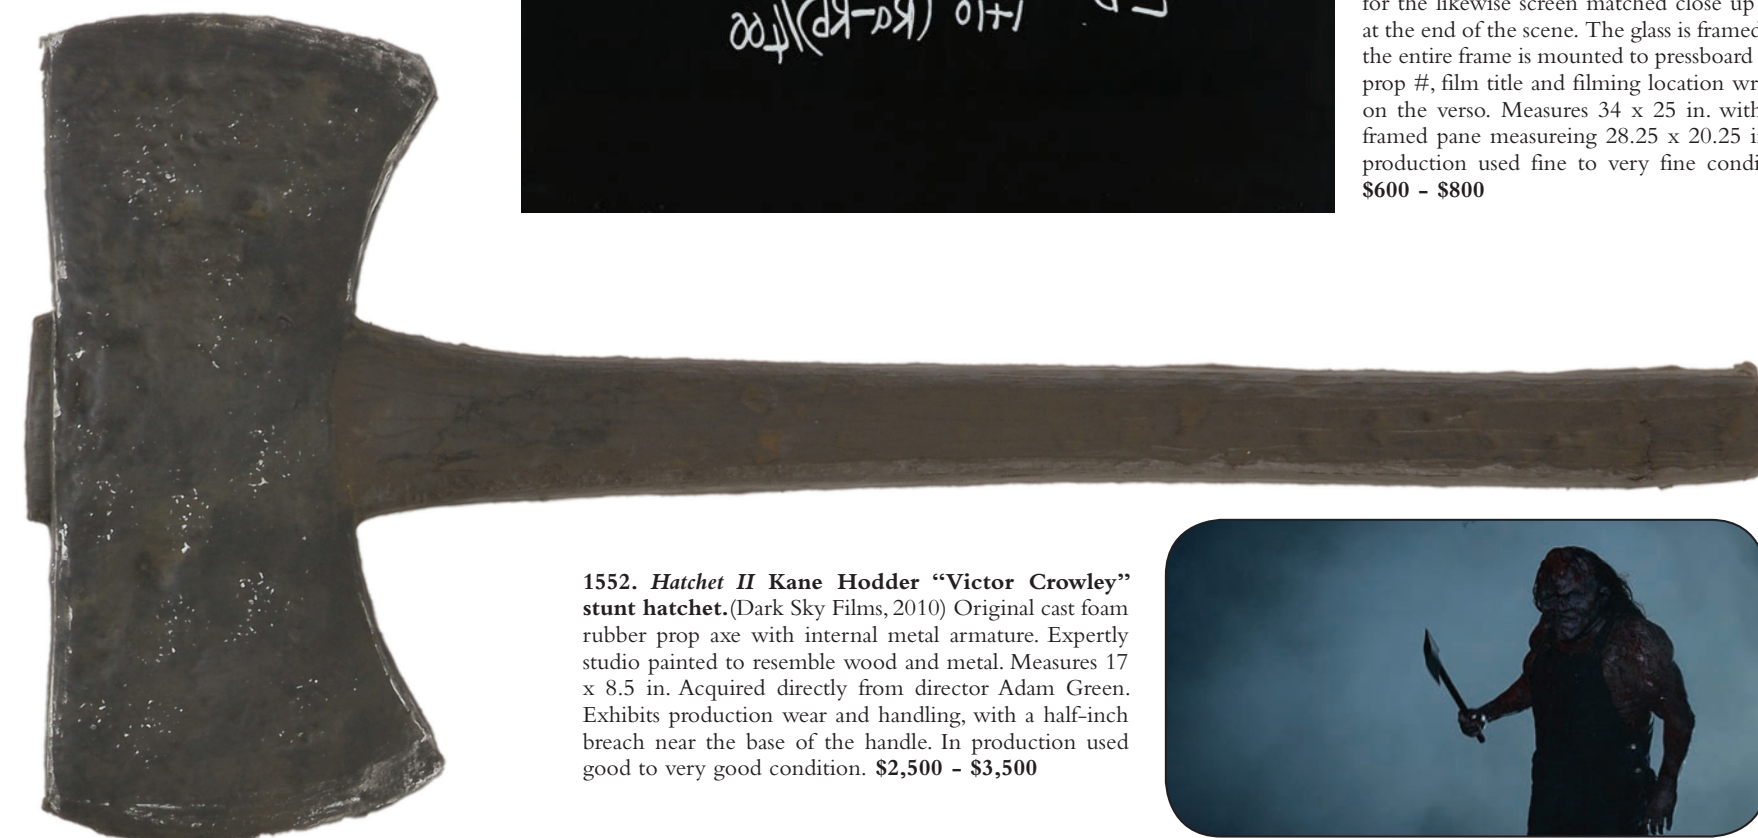 for the likewise screen matched close up
at the end of the scene. The glass is framed
the entire frame is mounted to pressboard
prop #, film title and filming location
on the verso. Measures 34 x 25 in.
framed pane measureing 28.25 x 20.25
production used fine to very fine
$600 - $800
1552. Hatchet II Kane Hodder “Victor Crowley”
stunt hatchet.(Dark Sky Films, 2010) Original cast foam
rubber prop axe with internal metal armature. Expertly
studio painted to resemble wood and metal. Measures 17
x 8.5 in. Acquired directly from director Adam Green.
Exhibits production wear and handling, with a half-inch
breach near the base of the handle. In production used
good to very good condition. $2,500 - $3,500